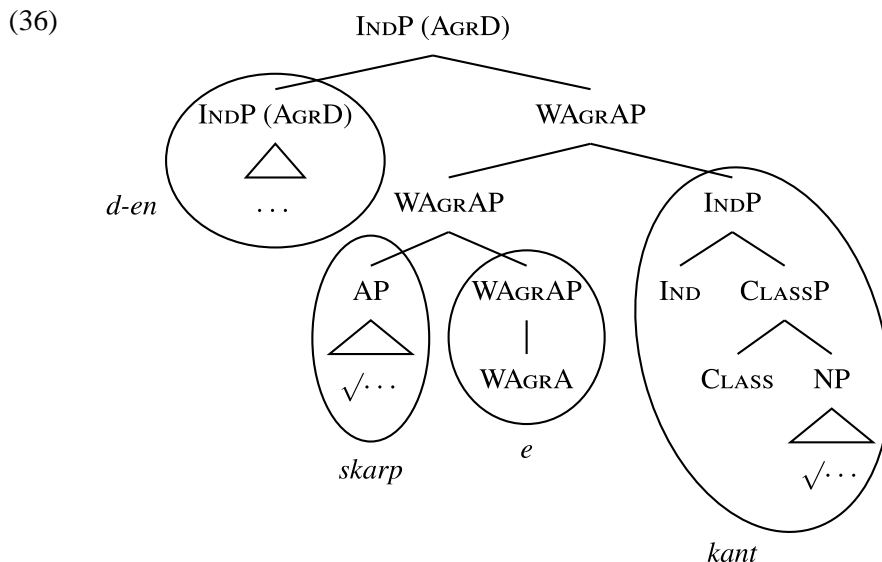 (36)
INDP (AGRD)
INDP (AGRD) WAGRAP
d-en ... WAGRAP INDP
AP WAGRAP IND CLASSP
√... WAGRA CLASS NP
skarp e √...
kant